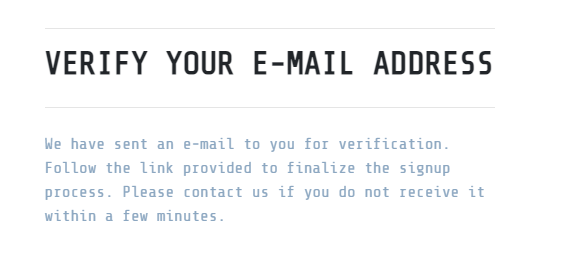 VERIFY YOUR E-MAIL ADDRESS
We have sent an e-mail to you for verification.
Follow the link provided to finalize the signup
process. Please contact us if you do not receive it
within a few minutes.